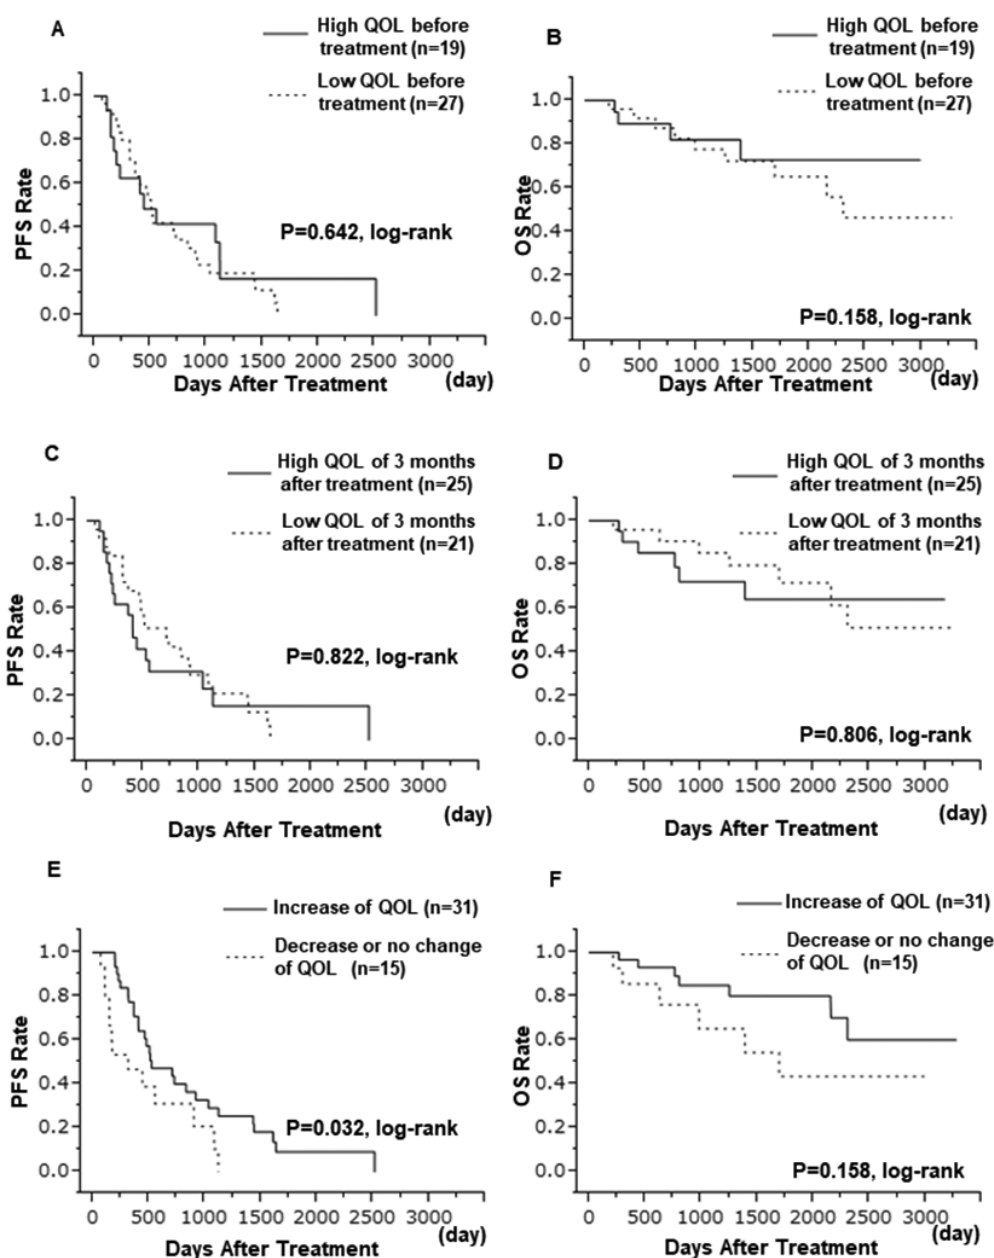 A
High QOL before
treatment (n=19)
Low QOL before
treatment (n=27)
PFS Rate
1.0
0.8
0.6
0.4
0.2
0.0
P=0.642, log-rank
0 500 1000 1500 2000 2500 3000
Days After Treatment (day)
B
High QOL before
treatment (n=19)
Low QOL before
treatment (n=27)
OS Rate
1.0
0.8
0.6
0.4
0.2
0.0
P=0.158, log-rank
0 500 1000 1500 2000 2500 3000
Days After Treatment (day)
C
High QOL of 3 months
after treatment (n=25)
Low QOL of 3 months
after treatment (n=21)
PFS Rate
1.0
0.8
0.6
0.4
0.2
0.0
P=0.822, log-rank
0 500 1000 1500 2000 2500 3000
Days After Treatment (day)
D
High QOL of 3 months
after treatment (n=25)
Low QOL of 3 months
after treatment (n=21)
OS Rate
1.0
0.8
0.6
0.4
0.2
0.0
P=0.806, log-rank
0 500 1000 1500 2000 2500 3000
Days After Treatment (day)
E
Increase of QOL (n=31)
Decrease or no change
of QOL (n=15)
PFS Rate
1.0
0.8
0.6
0.4
0.2
0.0
P=0.032, log-rank
0 500 1000 1500 2000 2500 3000
Days After Treatment (day)
F
Increase of QOL (n=31)
Decrease or no change
of QOL (n=15)
OS Rate
1.0
0.8
0.6
0.4
0.2
0.0
P=0.158, log-rank
0 500 1000 1500 2000 2500 3000
Days After Treatment (day)